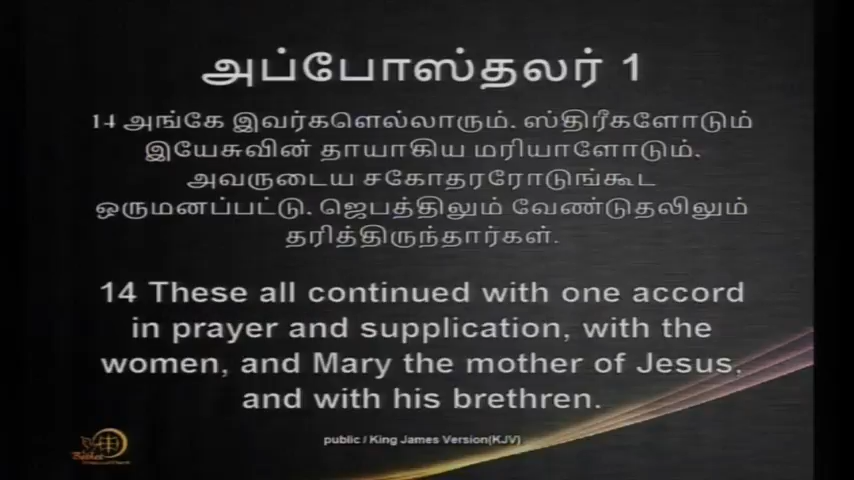 அப்போஸ்தலர் 1
14 அங்கே இவர்களெல்லாரும், ஸ்திரீகளோடும்
இயேசுவின் தாயாகிய மரியாளோடும்,
அவருடைய சகோதரரோடுங்கூட
ஒருமனப்பட்டு, ஜெபத்திலும் வேண்டுதலிலும்
தரித்திருந்தார்கள்.
14 These all continued with one accord
in prayer and supplication, with the
women, and Mary the mother of Jesus,
and with his brethren.
public / King James Version(KJV)
Bethel